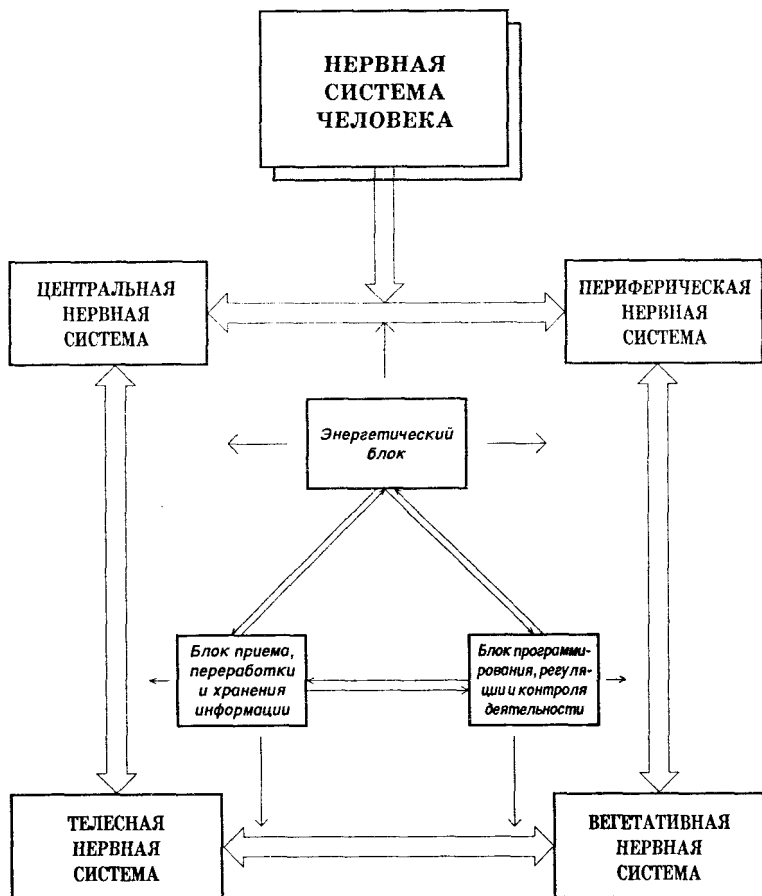 НЕРВНАЯ
СИСТЕМА
ЧЕЛОВЕКА
ЦЕНТРАЛЬНАЯ
НЕРВНАЯ
СИСТЕМА
ПЕРИФЕРИЧЕСКАЯ
НЕРВНАЯ
СИСТЕМА
Энергетический
блок
Блок приема,
переработки
и хранения
информации
Блок программи-
рования, регуля-
ции и контроля
деятельности
ТЕЛЕСНАЯ
НЕРВНАЯ
СИСТЕМА
ВЕГЕТАТИВНАЯ
НЕРВНАЯ
СИСТЕМА